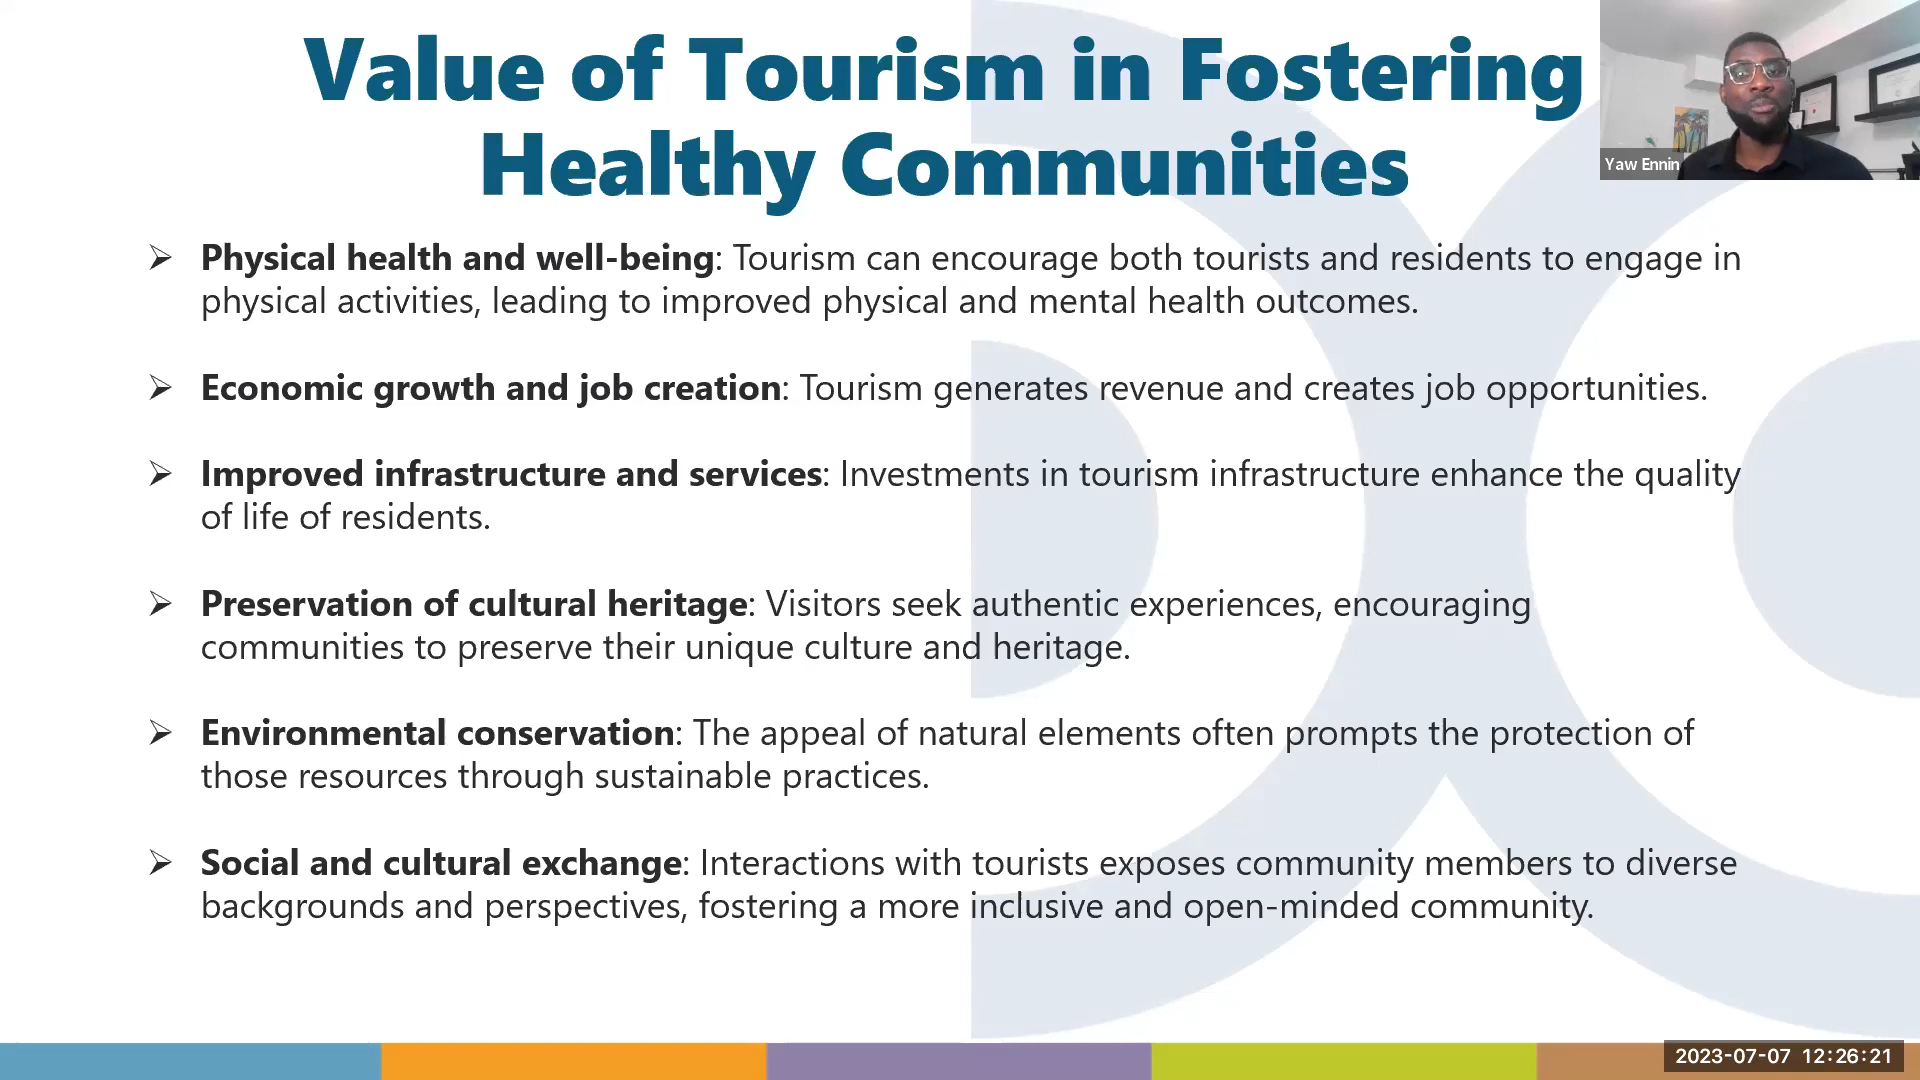 Value of Tourism in Fostering
Healthy Communities
Yaw Ennin
➢ Physical health and well-being: Tourism can encourage both tourists and residents to engage in
physical activities, leading to improved physical and mental health outcomes.
➢ Economic growth and job creation: Tourism generates revenue and creates job opportunities.
➢ Improved infrastructure and services: Investments in tourism infrastructure enhance the quality
of life of residents.
➢ Preservation of cultural heritage: Visitors seek authentic experiences, encouraging
communities to preserve their unique culture and heritage.
➢ Environmental conservation: The appeal of natural elements often prompts the protection of
those resources through sustainable practices.
➢ Social and cultural exchange: Interactions with tourists exposes community members to diverse
backgrounds and perspectives, fostering a more inclusive and open-minded community.
2023-07-07 12:26:21